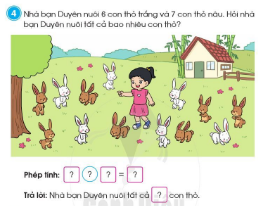 4 Nhà bạn Duyên nuôi 6 con thỏ trắng và 7 con thỏ nâu. Hỏi nhà
bạn Duyên nuôi tất cả bao nhiêu con thỏ?
Phép tính: ? ? ? = ?
Trả lời: Nhà bạn Duyên nuôi tất cả ? con thỏ.